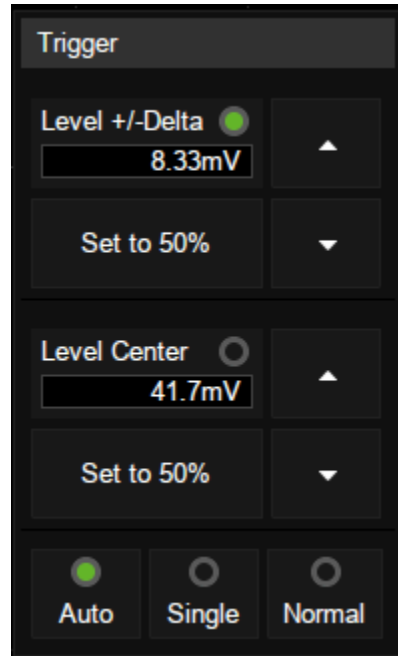 Trigger
Level +/-Delta
8.33mV
Set to 50%
Level Center
41.7mV
Set to 50%
Auto Single Normal